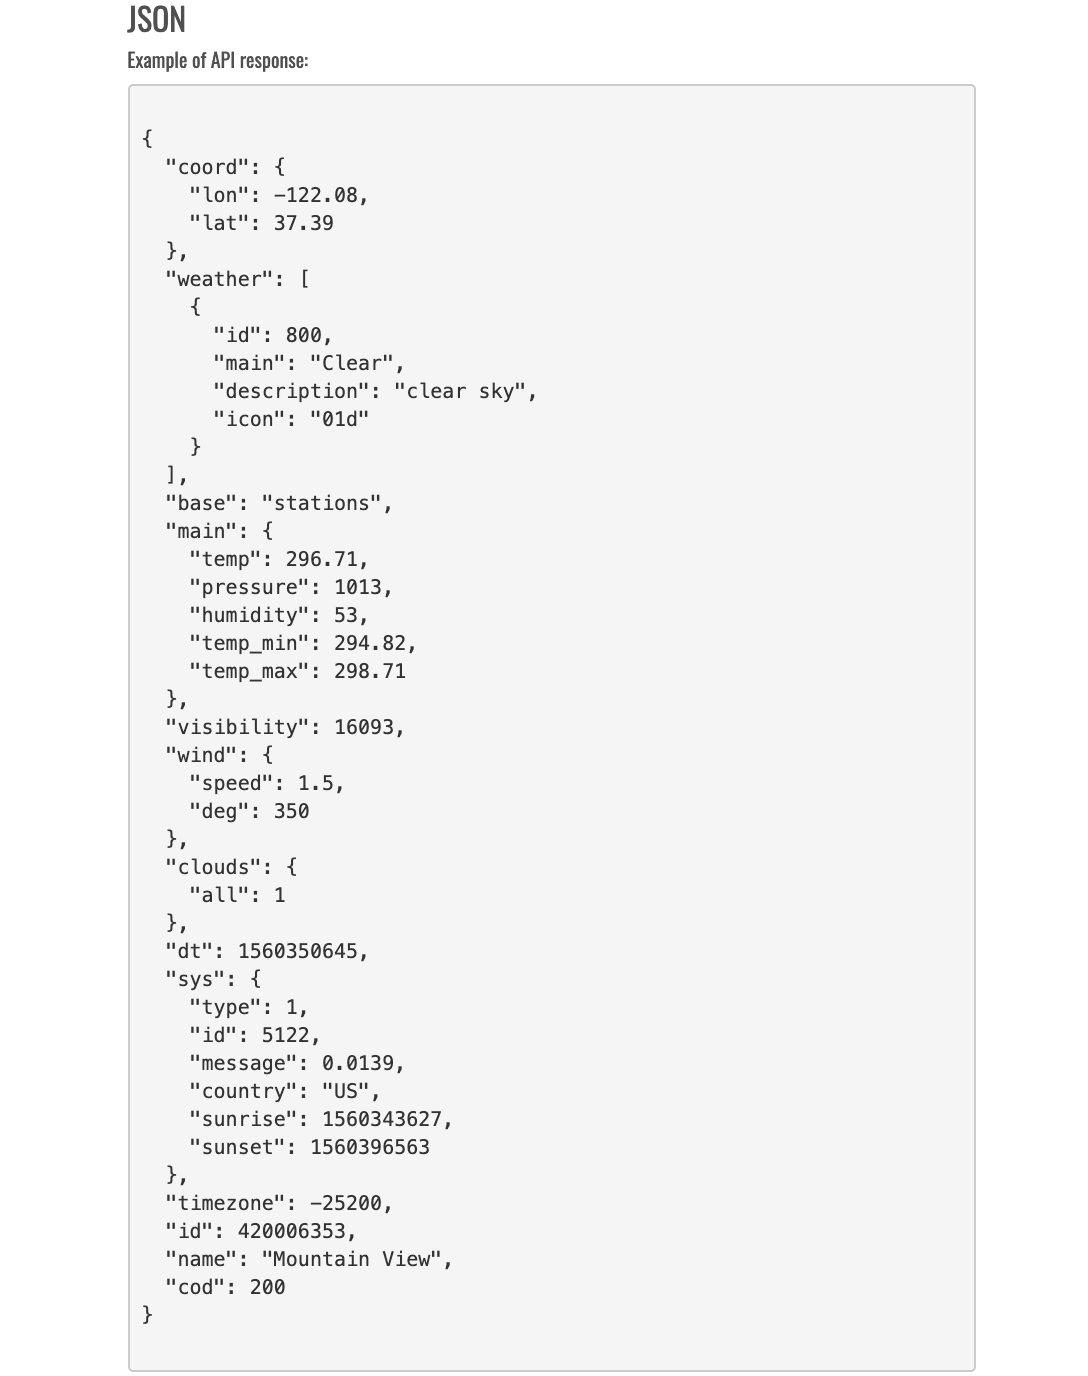 JSON
Example of API response:
{
  "coord": {
    "lon": −122.08,
    "lat": 37.39
  },
  "weather": [
    {
      "id": 800,
      "main": "Clear",
      "description": "clear sky",
      "icon": "01d"
    }
  ],
  "base": "stations",
  "main": {
    "temp": 296.71,
    "pressure": 1013,
    "humidity": 53,
    "temp_min": 294.82,
    "temp_max": 298.71
  },
  "visibility": 16093,
  "wind": {
    "speed": 1.5,
    "deg": 350
  },
  "clouds": {
    "all": 1
  },
  "dt": 1560350645,
  "sys": {
    "type": 1,
    "id": 5122,
    "message": 0.0139,
    "country": "US",
    "sunrise": 1560343627,
    "sunset": 1560396563
  },
  "timezone": −25200,
  "id": 420006353,
  "name": "Mountain View",
  "cod": 200
}